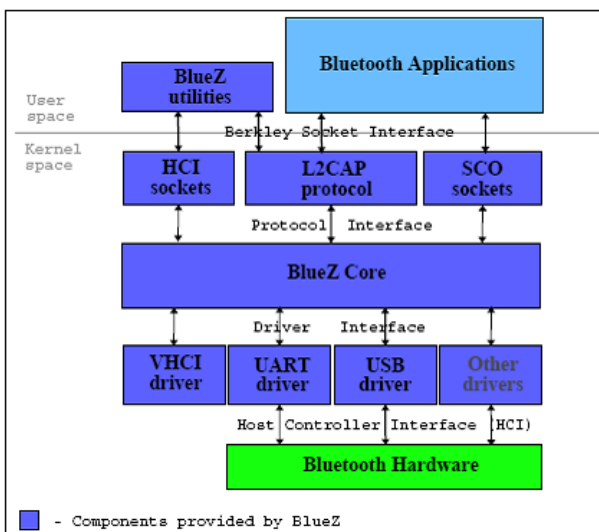 BlueZ
utilities
Bluetooth Applications
User
space
Berkley Socket Interface
Kernel
space
HCI
sockets
L2CAP
protocol
SCO
sockets
Protocol Interface
BlueZ Core
Driver Interface
VHCI
driver
UART
driver
USB
driver
Other
drivers
Host Controller Interface (HCI)
Bluetooth Hardware
- Components provided by BlueZ